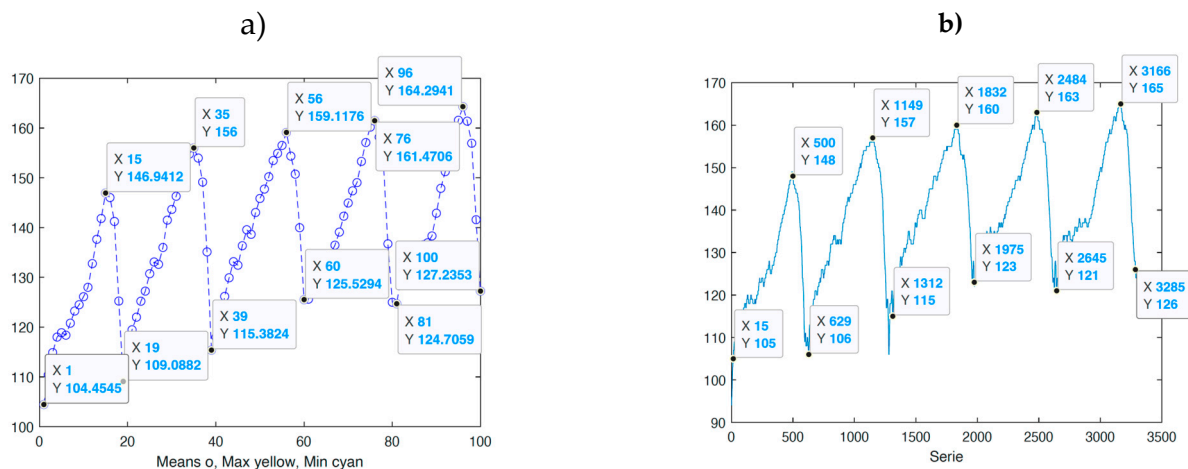 a)
170
160
150
140
130
120
110
100
0
20
40
60
80
100
X 1
Y 104.4545
X 15
Y 146.9412
X 19
Y 109.0882
X 35
Y 156
X 39
Y 115.3824
X 56
Y 159.1176
X 60
Y 125.5294
X 76
Y 161.4706
X 81
Y 124.7059
X 96
Y 164.2941
X 100
Y 127.2353
Means o, Max yellow, Min cyan
b)
170
160
150
140
130
120
110
100
90
0
500
1000
1500
2000
2500
3000
3500
X 15
Y 105
X 500
Y 148
X 629
Y 106
X 1149
Y 157
X 1312
Y 115
X 1832
Y 160
X 1975
Y 123
X 2484
Y 163
X 2645
Y 121
X 3166
Y 165
X 3285
Y 126
Serie